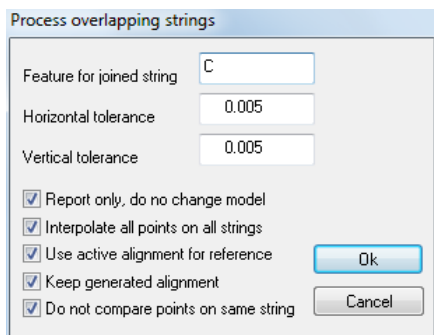 Process overlapping strings
Feature for joined string C
Horizontal tolerance 0.005
Vertical tolerance 0.005
Report only, do no change model
Interpolate all points on all strings
Use active alignment for reference
Ok
Keep generated alignment
Cancel
Do not compare points on same string